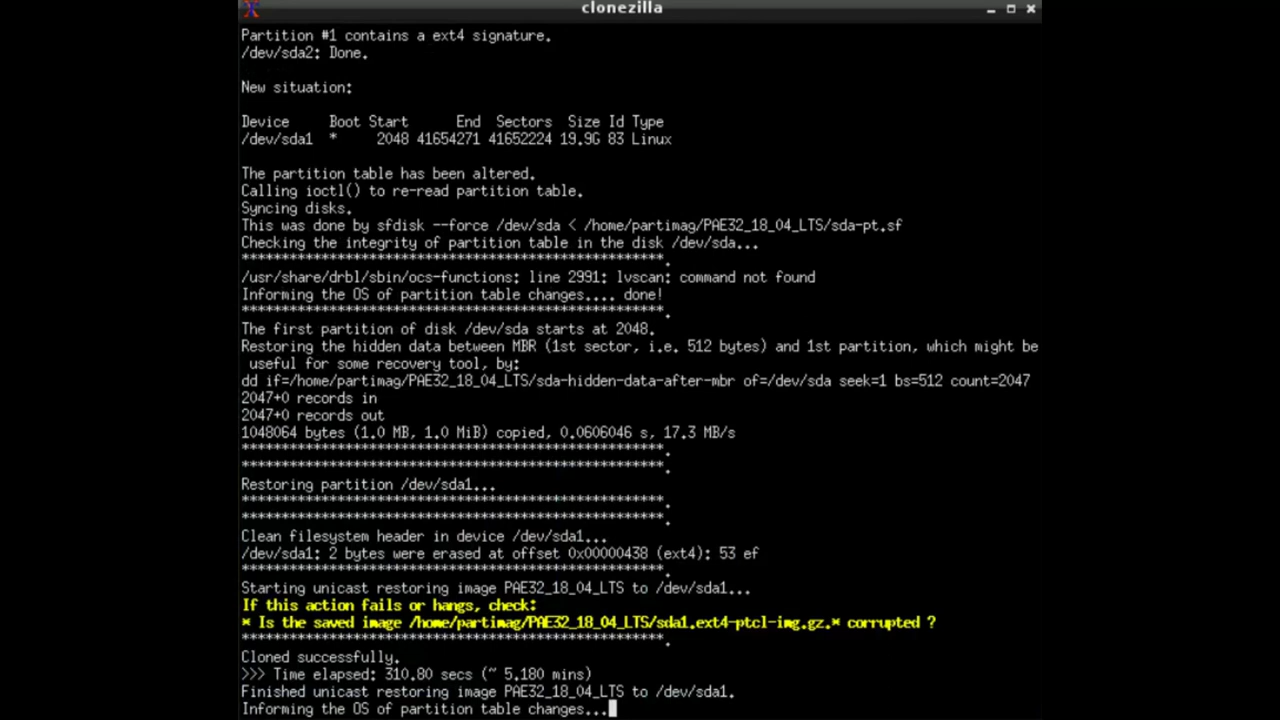 clonezilla
Partition #1 contains a ext4 signature.
/dev/sda2: Done.
New situation:
Device     Boot Start      End  Sectors  Size Id Type
/dev/sda1  *     2048 41654271 41652224 19.9G 83 Linux
The partition table has been altered.
Calling ioctl() to re-read partition table.
Syncing disks.
This was done by sfdisk --force /dev/sda < /home/partimag/PAE32_18_04_LTS/sda-pt.sf
Checking the integrity of partition table in the disk /dev/sda...
*****************************************************.
/usr/share/drbl/sbin/ocs-functions: line 2991: lvscan: command not found
Informing the OS of partition table changes.... done!
*****************************************************.
The first partition of disk /dev/sda starts at 2048.
Restoring the hidden data between MBR (1st sector, i.e. 512 bytes) and 1st partition, which might be
useful for some recovery tool, by:
dd if=/home/partimag/PAE32_18_04_LTS/sda-hidden-data-after-mbr of=/dev/sda seek=1 bs=512 count=2047
2047+0 records in
2047+0 records out
1048064 bytes (1.0 MB, 1.0 MiB) copied, 0.0606046 s, 17.3 MB/s
*****************************************************.
*****************************************************.
Restoring partition /dev/sda1...
*****************************************************.
*****************************************************.
Clean filesystem header in device /dev/sda1...
/dev/sda1: 2 bytes were erased at offset 0x00000438 (ext4): 53 ef
*****************************************************.
Starting unicast restoring image PAE32_18_04_LTS to /dev/sda1...
If this action fails or hangs, check:
* Is the saved image /home/partimag/PAE32_18_04_LTS/sda1.ext4-ptcl-img.gz.* corrupted ?
*****************************************************.
Cloned successfully.
>>> Time elapsed: 310.80 secs (~ 5.180 mins)
Finished unicast restoring image PAE32_18_04_LTS to /dev/sda1.
Informing the OS of partition table changes...